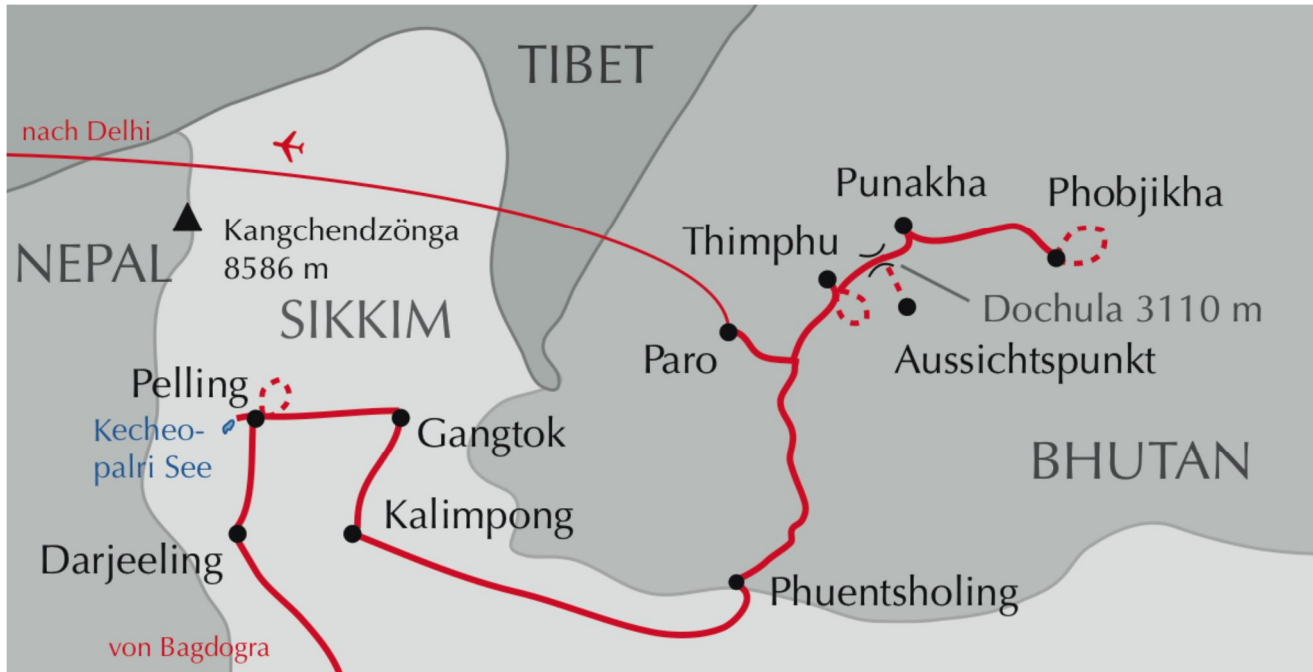 TIBET
nach Delhi
Punakha
Phobjikha
Kangchendzönga
8586 m
NEPAL
Thimphu
SIKKIM
Dochula 3110 m
Paro
Aussichtspunkt
Pelling
Kecheo-
palri See
Gangtok
BHUTAN
Kalimpong
Darjeeling
Phuentsholing
von Bagdogra